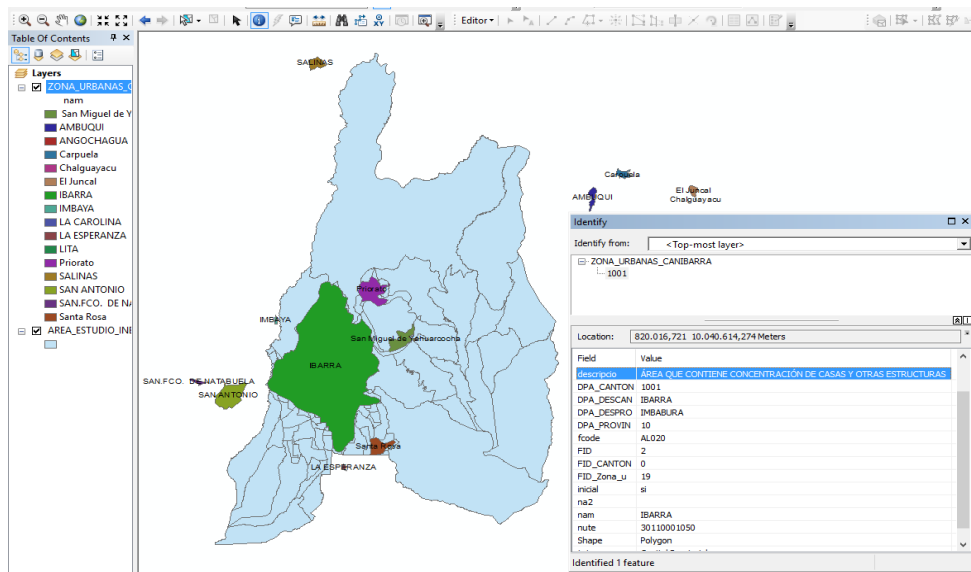 Editor
Table Of Contents
Layers
ZONA_URBANAS_C
nam
San Miguel de Y
AMBUQUI
ANGOCHAGUA
Carpuela
Chalguayacu
El Juncal
IBARRA
IMBAYA
LA CAROLINA
LA ESPERANZA
LITA
Priorato
SALINAS
SAN ANTONIO
SAN.FCO. DE NA
Santa Rosa
AREA_ESTUDIO_INF
SALINAS
Carpuela
AMBUQUI
El Juncal
Chalguayacu
Priorato
IMBAYA
San Miguel de Yahuarcocha
IBARRA
SAN.FCO. DE NATABUELA
SAN ANTONIO
Santa Rosa
LA ESPERANZA
Identify
Identify from: <Top-most layer>
ZONA_URBANAS_CANIBARRA
1001
Location: 820.016,721 10.040.614,274 Meters
Field Value
descripcio ÁREA QUE CONTIENE CONCENTRACIÓN DE CASAS Y OTRAS ESTRUCTURAS
DPA_CANTON 1001
DPA_DESCAN IBARRA
DPA_DESPRO IMBABURA
DPA_PROVIN 10
fcode AL020
FID 2
FID_CANTON 0
FID_Zona_u 19
inicial si
na2
nam IBARRA
nute 30110001050
Shape Polygon
Identified 1 feature